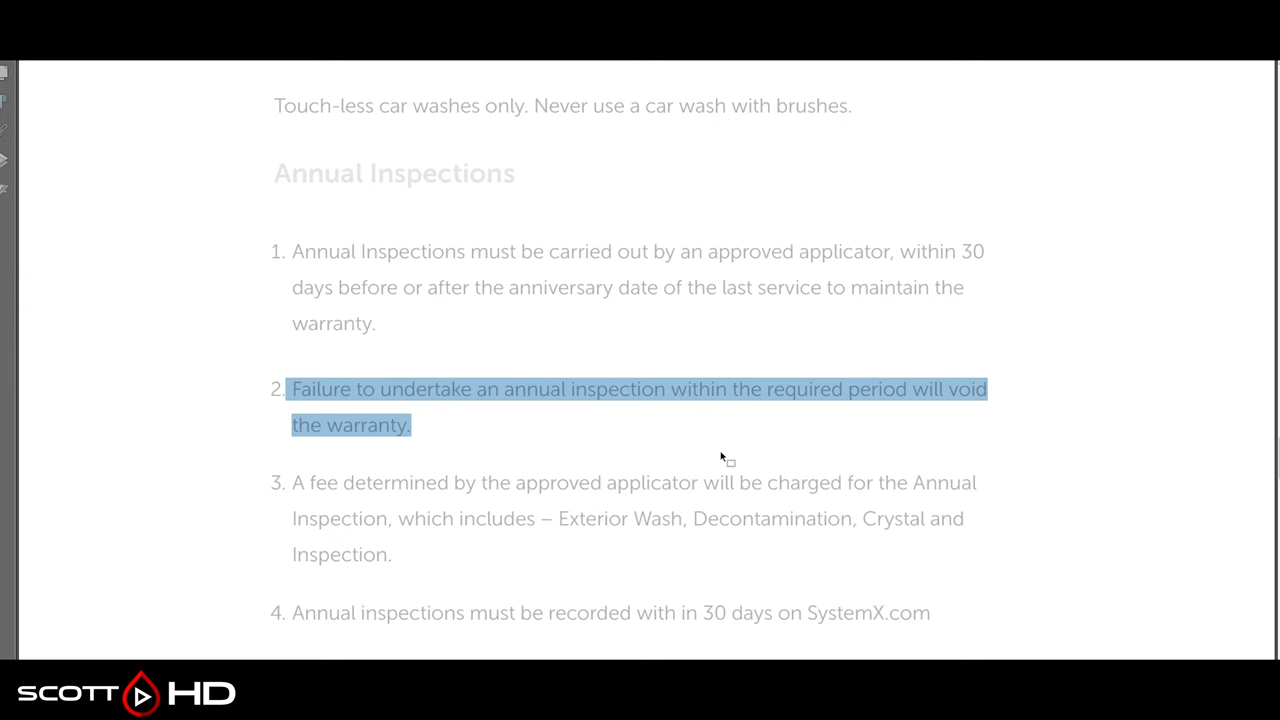 Touch-less car washes only. Never use a car wash with brushes.
Annual Inspections
1. Annual Inspections must be carried out by an approved applicator, within 30
days before or after the anniversary date of the last service to maintain the
warranty.
2. Failure to undertake an annual inspection within the required period will void
the warranty.
3. A fee determined by the approved applicator will be charged for the Annual
Inspection, which includes – Exterior Wash, Decontamination, Crystal and
Inspection.
4. Annual inspections must be recorded with in 30 days on SystemX.com
SCOTT HD